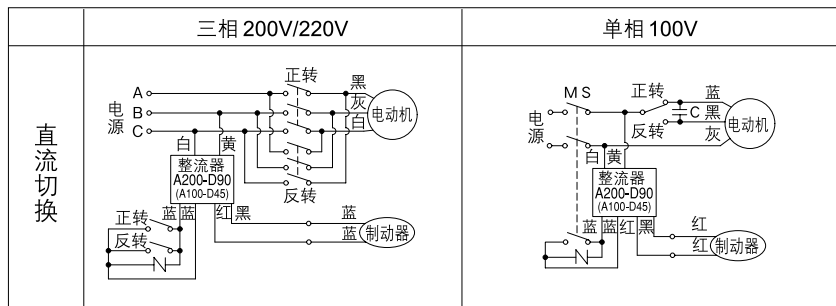 三相 200V/220V
单相 100V
直流切换
正转
A
B
C
电源
黑
灰
白
电动机
白
黄
整流器
A200-D90
(A100-D45)
反转
蓝
蓝
红
黑
正转
反转
N
蓝
蓝
制动器
M S
电源
正转
反转
C
蓝
黑
灰
电动机
白
黄
整流器
A200-D90
(A100-D45)
蓝
蓝
红
黑
N
红
红
制动器